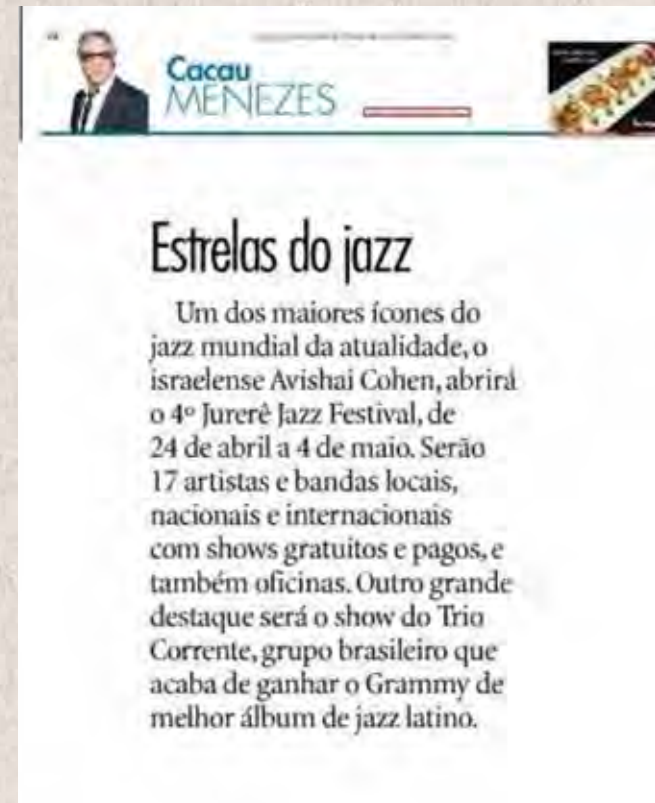 Cacau
MENEZES
Estrelas do jazz
Um dos maiores ícones do
jazz mundial da atualidade, o
israelense Avishai Cohen, abrirá
o 4º Jurerê Jazz Festival, de
24 de abril a 4 de maio. Serão
17 artistas e bandas locais,
nacionais e internacionais
com shows gratuitos e pagos, e
também oficinas. Outro grande
destaque será o show do Trio
Corrente, grupo brasileiro que
acaba de ganhar o Grammy de
melhor álbum de jazz latino.